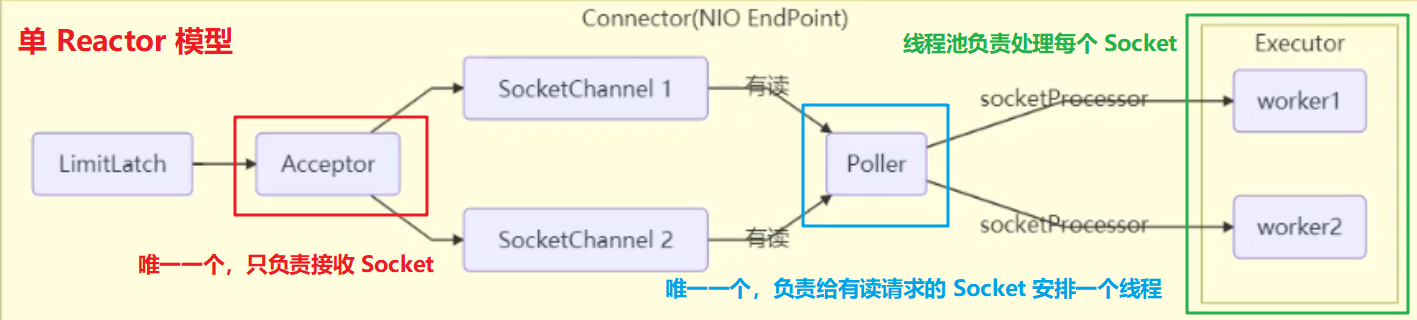 Connector(NIO EndPoint)
单 Reactor 模型
线程池负责处理每个 Socket
Executor
SocketChannel 1
有读
socketProcessor
worker1
LimitLatch
Acceptor
Poller
SocketChannel 2
有读
socketProcessor
worker2
唯一一个，只负责接收 Socket
唯一一个，负责给有读请求的 Socket 安排一个线程